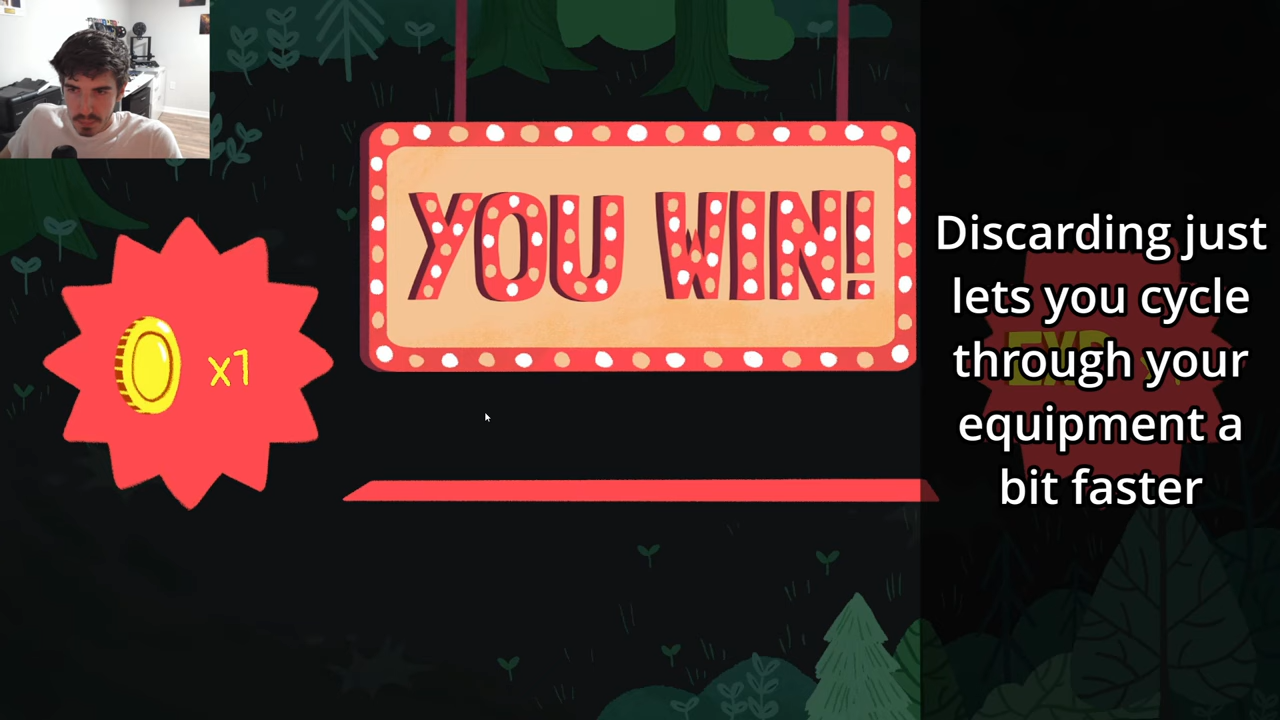 YOU WIN!
x1
Discarding just
lets you cycle
through your
equipment a
bit faster